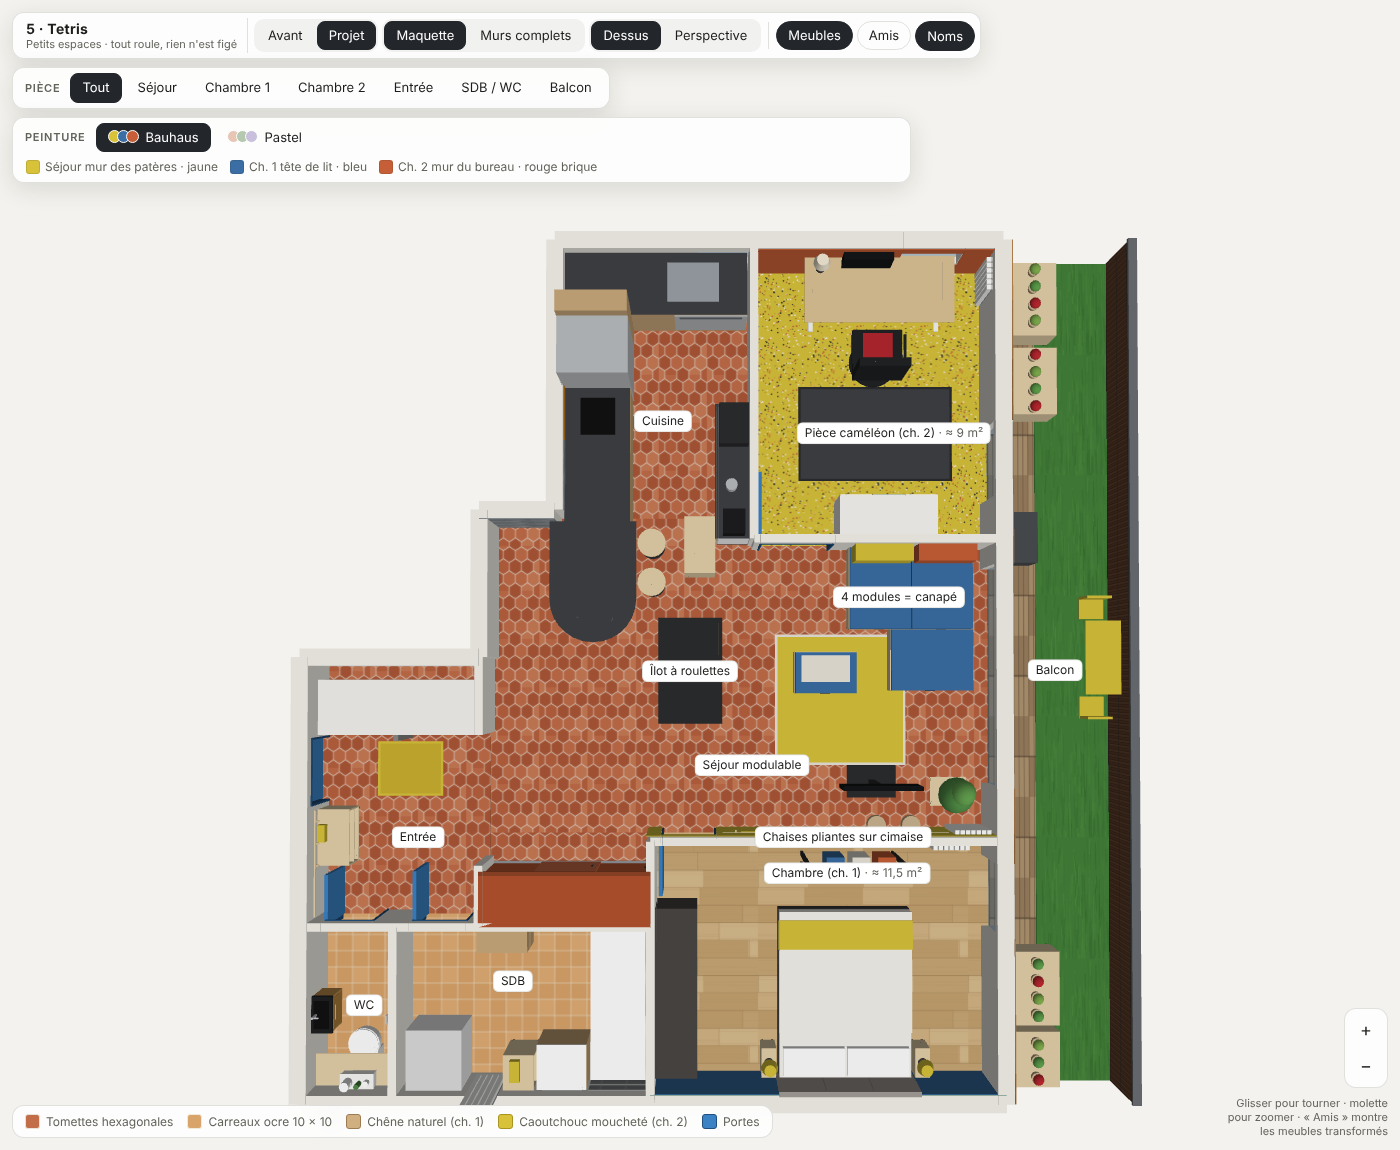 5 · Tetris
Petits espaces · tout roule, rien n'est figé
Avant Projet Maquette Murs complets Dessus Perspective Meubles Amis Noms
PIÈCE Tout Séjour Chambre 1 Chambre 2 Entrée SDB / WC Balcon
PEINTURE Bauhaus Pastel
Séjour mur des patères · jaune Ch. 1 tête de lit · bleu Ch. 2 mur du bureau · rouge brique
Cuisine
Pièce caméléon (ch. 2) · ≈ 9 m²
4 modules = canapé
Îlot à roulettes
Balcon
Séjour modulable
Entrée
Chaises pliantes sur cimaise
Chambre (ch. 1) · ≈ 11,5 m²
SDB
WC
+
−
Glisser pour tourner · molette
pour zoomer · « Amis » montre
les meubles transformés
Tomettes hexagonales Carreaux ocre 10 × 10 Chêne naturel (ch. 1) Caoutchouc moucheté (ch. 2) Portes